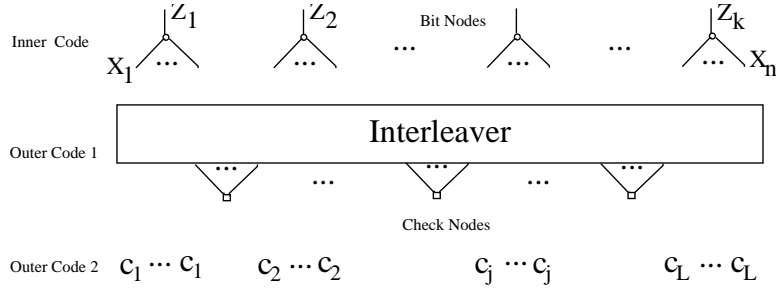 Z1 Z2 Bit Nodes Zk
Inner Code ... ...
X1 ... ... ... ... Xn
Interleaver
Outer Code 1
... ... ...
... ...
Check Nodes
Outer Code 2 c1 ... c1 c2 ... c2 cj ... cj cL ... cL